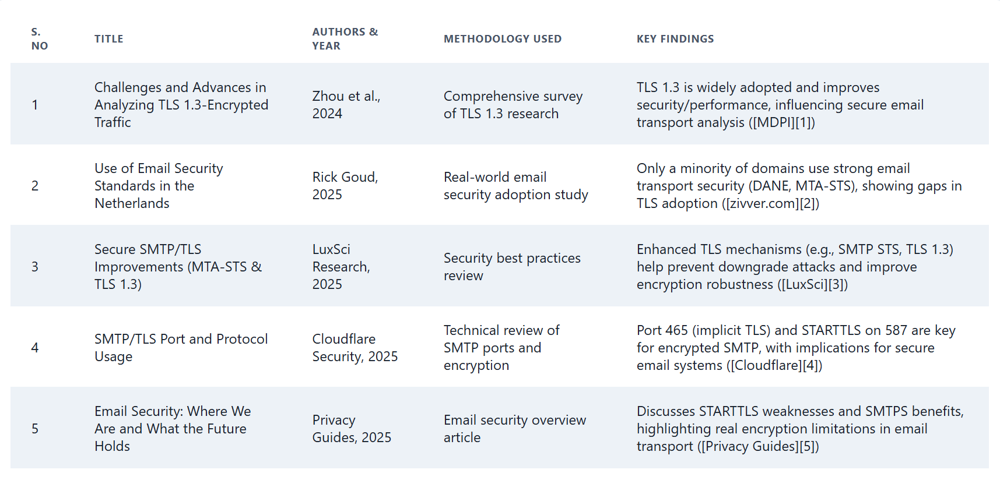 S. NO
TITLE
AUTHORS & YEAR
METHODOLOGY USED
KEY FINDINGS
1
Challenges and Advances in
Analyzing TLS 1.3-Encrypted
Traffic
Zhou et al.,
2024
Comprehensive survey
of TLS 1.3 research
TLS 1.3 is widely adopted and improves
security/performance, influencing secure email
transport analysis ([MDPI][1])
2
Use of Email Security
Standards in the
Netherlands
Rick Goud,
2025
Real-world email
security adoption study
Only a minority of domains use strong email
transport security (DANE, MTA-STS), showing gaps in
TLS adoption ([zivver.com][2])
3
Secure SMTP/TLS
Improvements (MTA-STS &
TLS 1.3)
LuxSci
Research,
2025
Security best practices
review
Enhanced TLS mechanisms (e.g., SMTP STS, TLS 1.3)
help prevent downgrade attacks and improve
encryption robustness ([LuxSci][3])
4
SMTP/TLS Port and Protocol
Usage
Cloudflare
Security, 2025
Technical review of
SMTP ports and
encryption
Port 465 (implicit TLS) and STARTTLS on 587 are key
for encrypted SMTP, with implications for secure
email systems ([Cloudflare][4])
5
Email Security: Where We
Are and What the Future
Holds
Privacy
Guides, 2025
Email security overview
article
Discusses STARTTLS weaknesses and SMTPS benefits,
highlighting real encryption limitations in email
transport ([Privacy Guides][5])